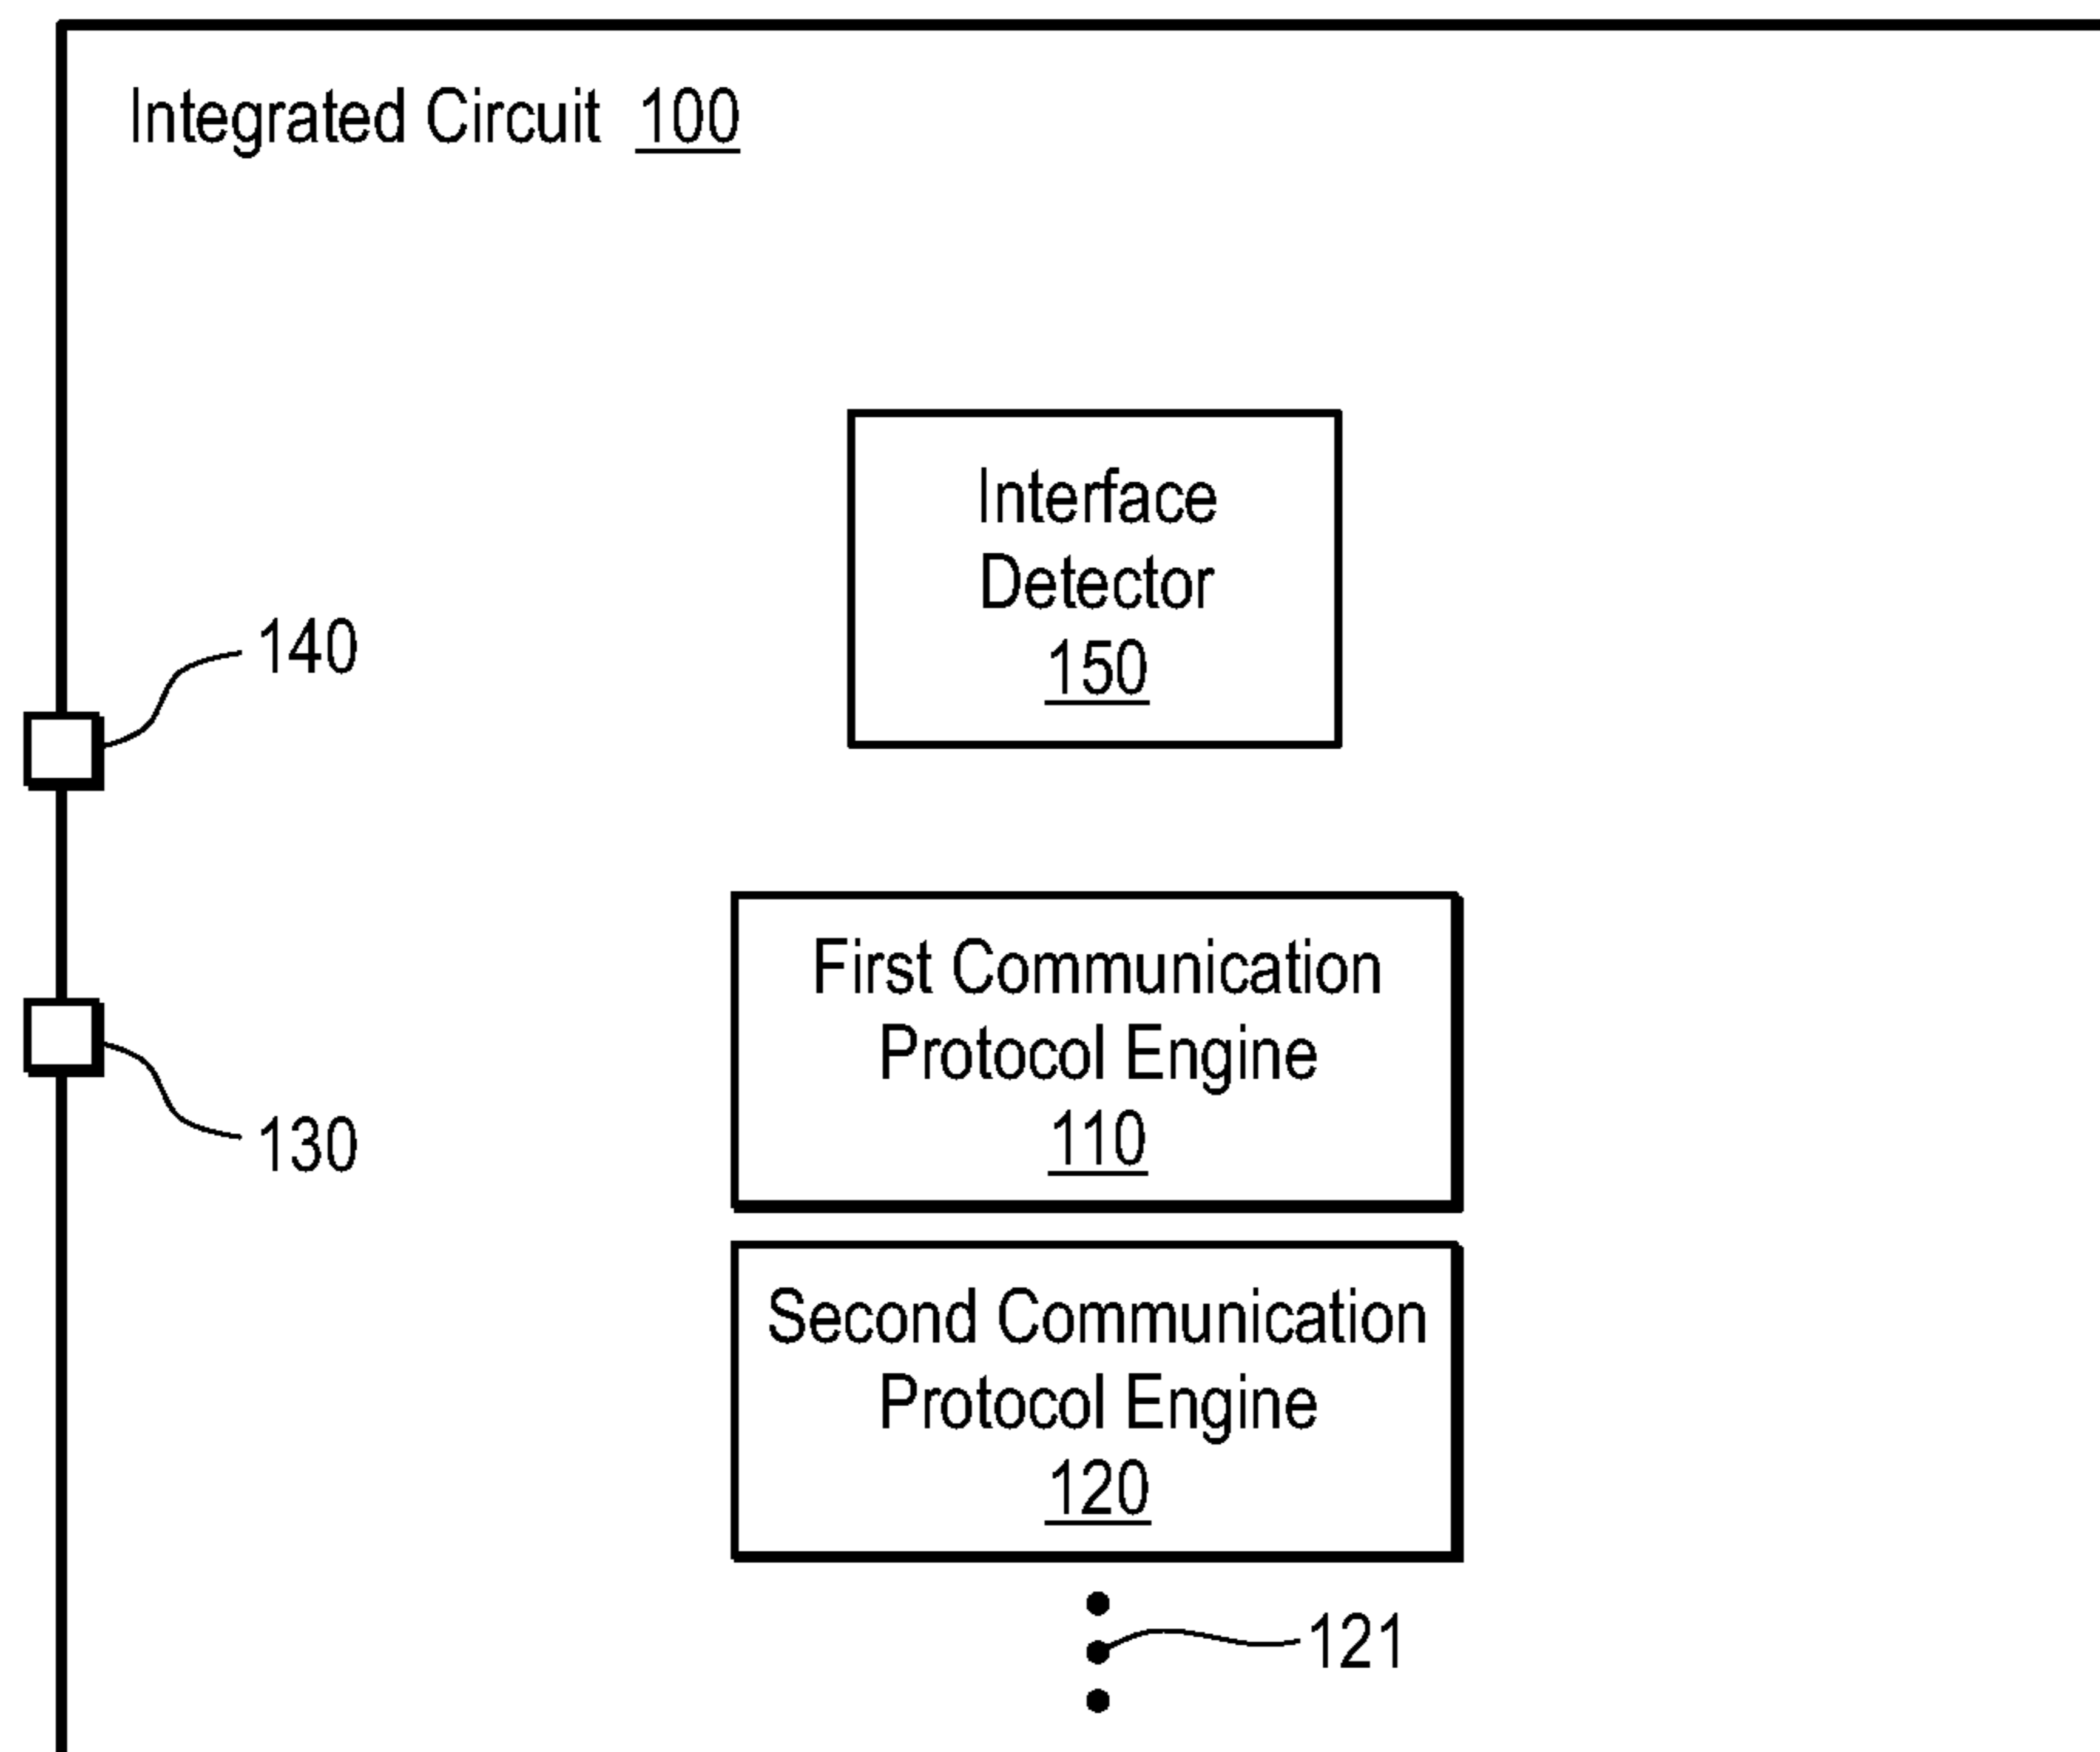 Integrated Circuit 100
Interface
Detector
150
140
First Communication
Protocol Engine
110
130
Second Communication
Protocol Engine
120
121